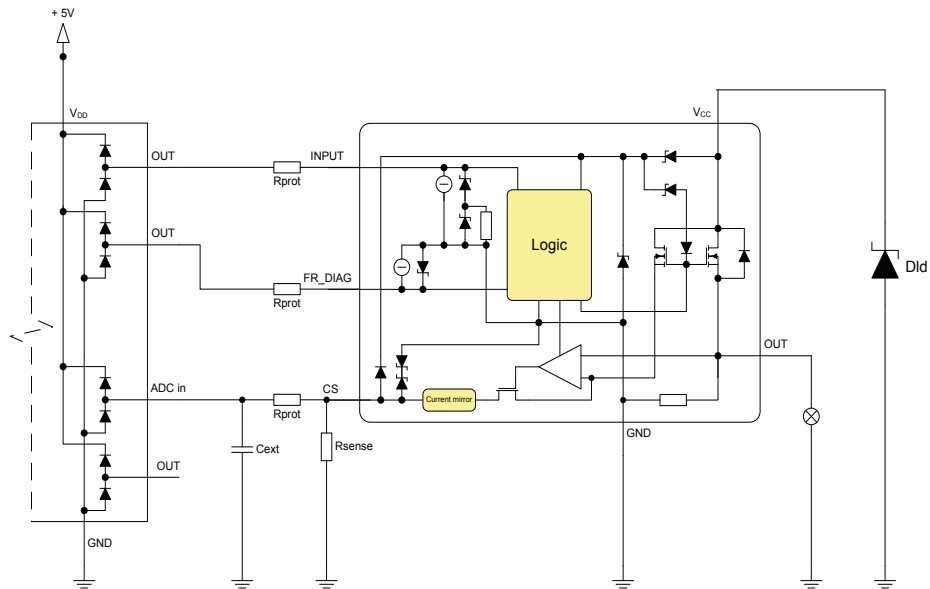 + 5V
VDD
VCC
OUT
Rprot
INPUT
OUT
Logic
Rprot
FR_DIAG
Dld
OUT
ADC in
Rprot
CS
Current mirror
GND
Cext
Rsense
OUT
GND